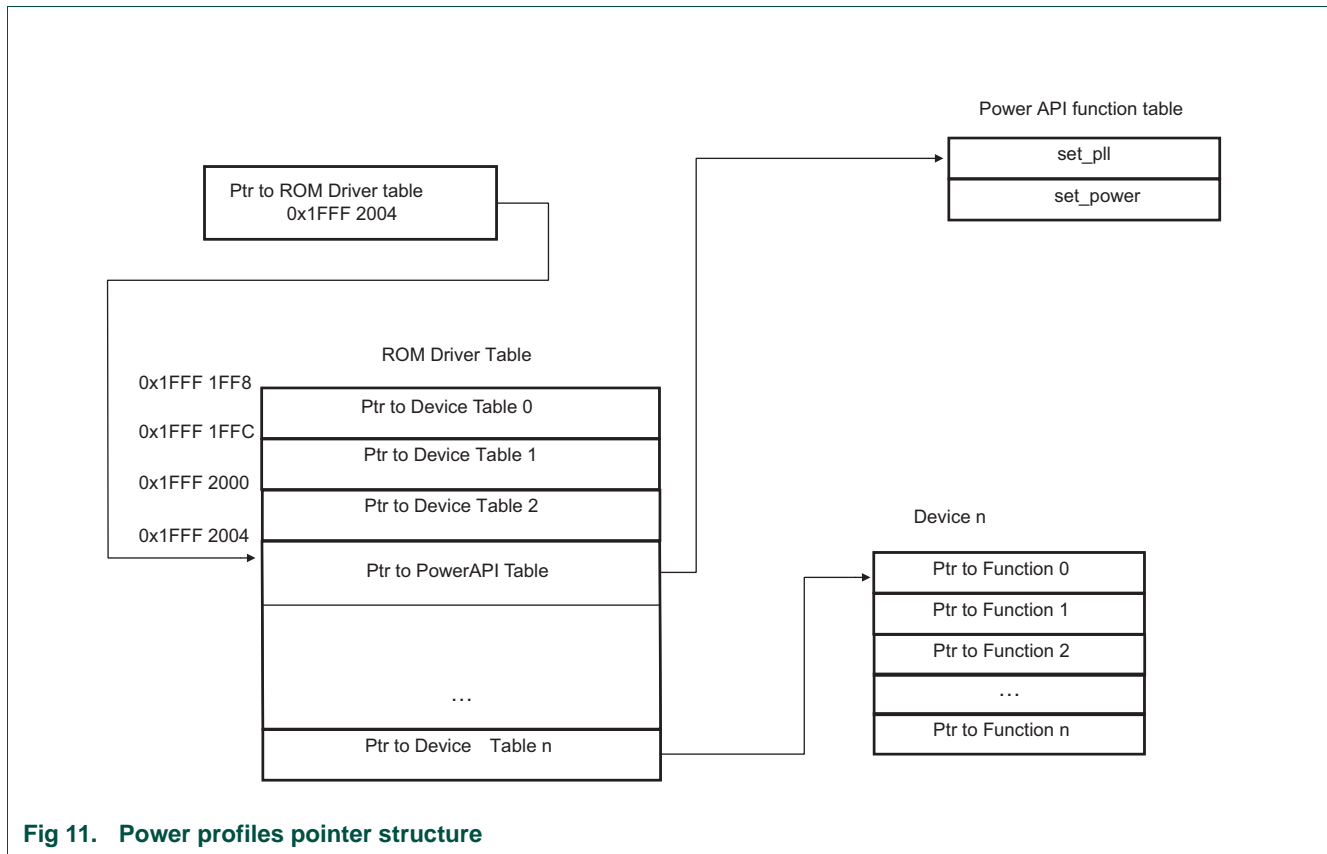 Power API function table
set_pll
set_power
Ptr to ROM Driver table
0x1FFF 2004
ROM Driver Table
0x1FFF 1FF8
Ptr to Device Table 0
0x1FFF 1FFC
Ptr to Device Table 1
0x1FFF 2000
Ptr to Device Table 2
0x1FFF 2004
Ptr to PowerAPI Table
…
Ptr to Device Table n
Device n
Ptr to Function 0
Ptr to Function 1
Ptr to Function 2
…
Ptr to Function n
Fig 11. Power profiles pointer structure